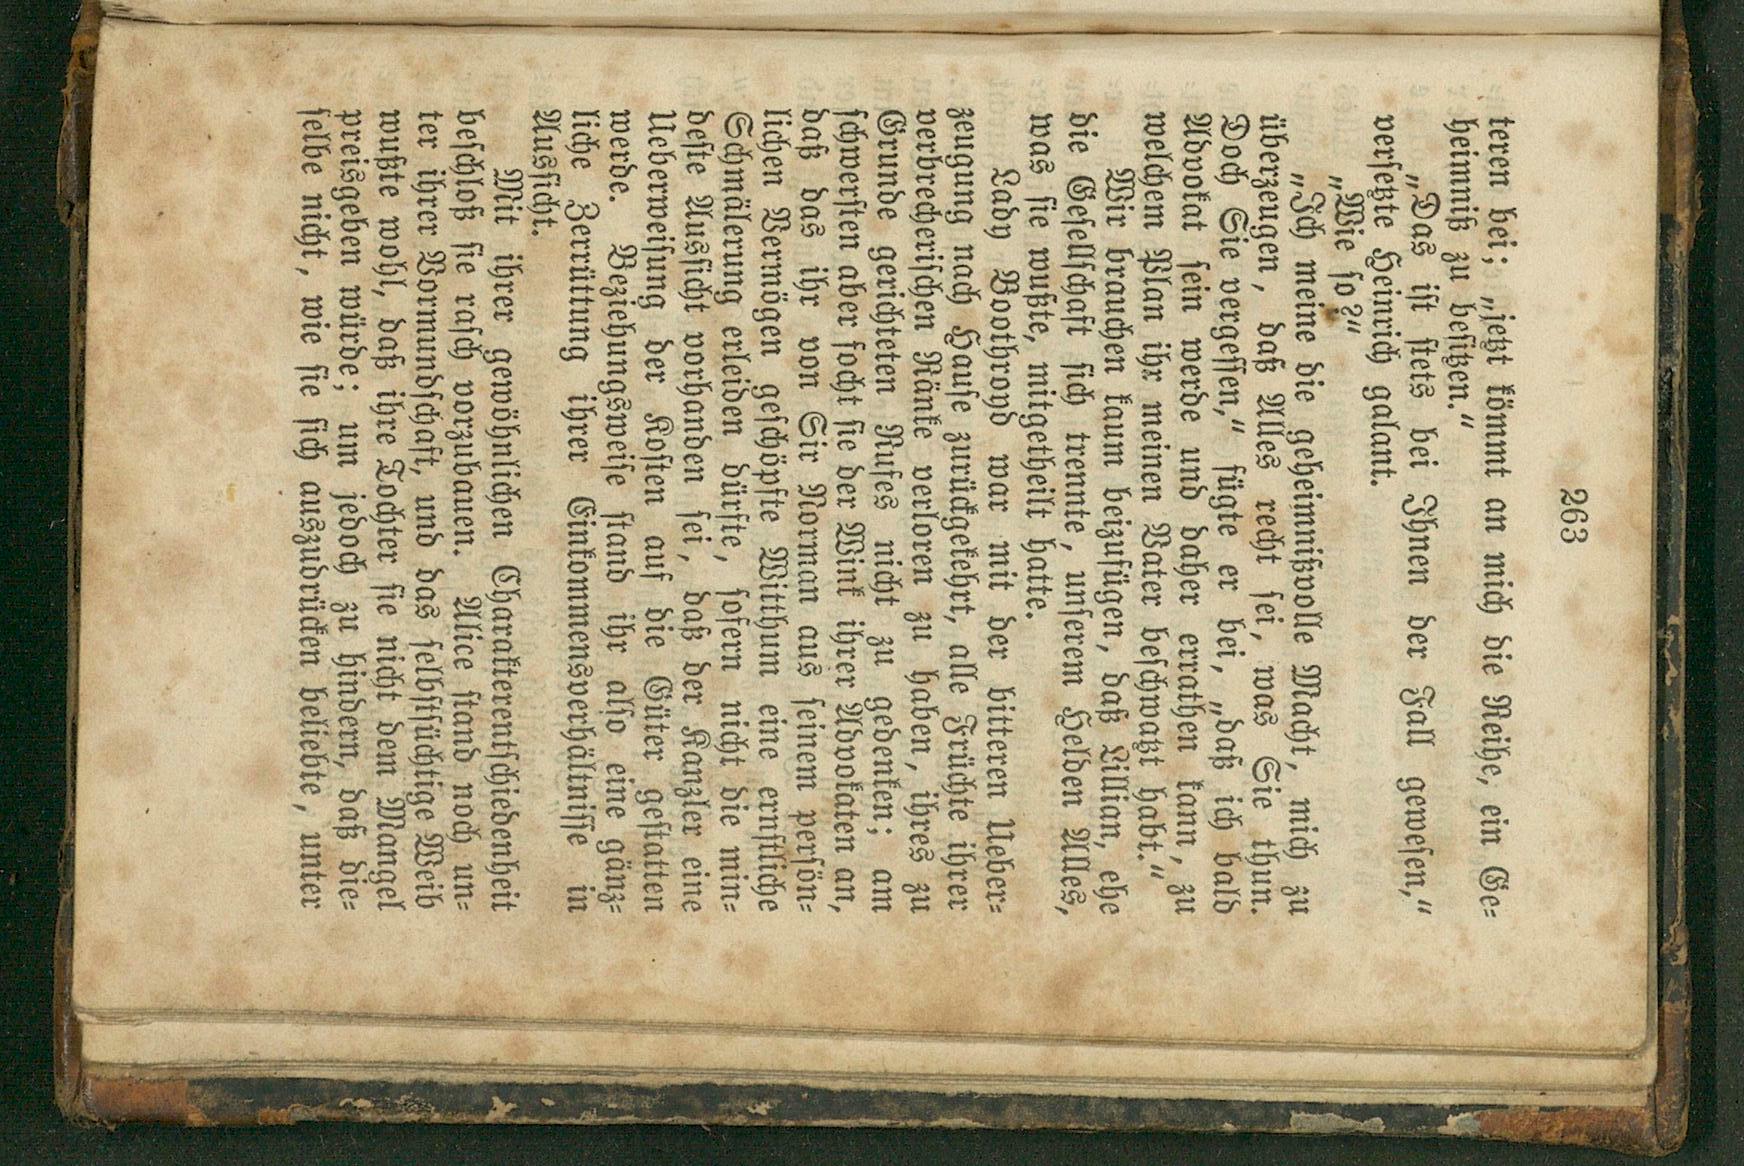 263
teren bei; „jetzt kömmt an mich die Reihe, ein Ge-
heimniß zu besitzen.“
„Das ist stets bei Ihnen der Fall gewesen,“
versetzte Heinrich galant.
„Wie so?“
„Ich meine die geheimnißvolle Macht, mich zu
überzeugen, daß Alles recht sei, was Sie thun.
Doch Sie vergessen,“ fügte er bei, „daß ich bald
Advokat sein werde und daher errathen kann, zu
welchem Plan ihr meinen Vater beschwatzt habt.“
Wir brauchen kaum beizufügen, daß Lillian, ehe
die Gesellschaft sich trennte, unserem Helden Alles,
was sie wußte, mitgetheilt hatte.
Lady Boothroyd war mit der bitteren Ueber-
zeugung nach Hause zurückgekehrt, alle Früchte ihrer
verbrecherischen Ränke verloren zu haben, ihres zu
Grunde gerichteten Rufes nicht zu gedenken; am
schwersten aber focht sie der Wink ihrer Advokaten an,
daß das ihr von Sir Norman aus seinem persön-
lichen Vermögen geschöpfte Witthum eine ernstliche
Schmälerung erleiden dürfte, sofern nicht die min-
deste Aussicht vorhanden sei, daß der Kanzler eine
Ueberweisung der Kosten auf die Güter gestatten
werde. Beziehungsweise stand ihr also eine gänz-
liche Zerrüttung ihrer Einkommensverhältnisse in
Aussicht.
Mit ihrer gewöhnlichen Charakterentschiedenheit
beschloß sie rasch vorzubauen. Alice stand noch un-
ter ihrer Vormundschaft, und das selbstsüchtige Weib
wußte wohl, daß ihre Tochter sie nicht dem Mangel
preisgeben würde; um jedoch zu hindern, daß die-
selbe nicht, wie sie sich auszudrücken beliebte, unter